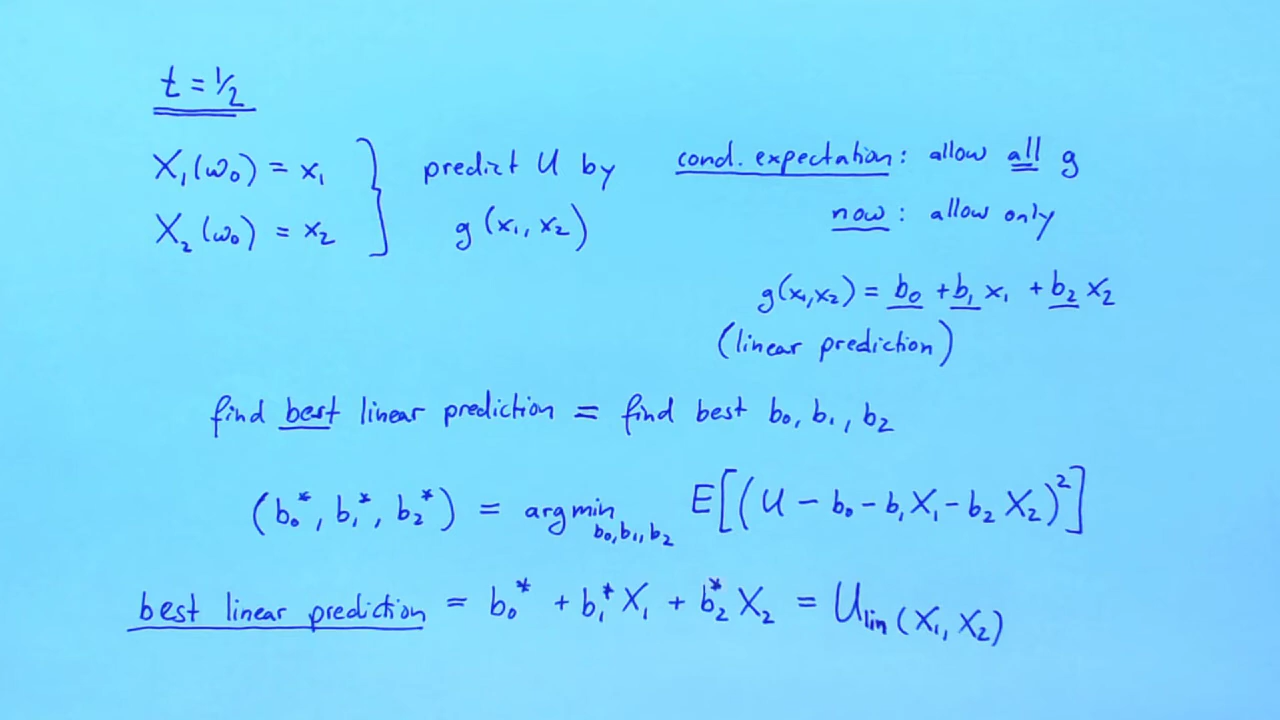 t = 1/2
X₁(ω₀) = x₁
X₂(ω₀) = x₂
predict U by
g(x₁, x₂)
cond. expectation: allow all g
now: allow only
g(x₁,x₂) = b₀ + b₁ x₁ + b₂ x₂
(linear prediction)
find best linear prediction = find best b₀, b₁, b₂
(b₀*, b₁*, b₂*) = argmin b₀,b₁,b₂ E[(U − b₀ − b₁X₁ − b₂X₂)²]
best linear prediction = b₀* + b₁* X₁ + b₂* X₂ = U_lin(X₁, X₂)